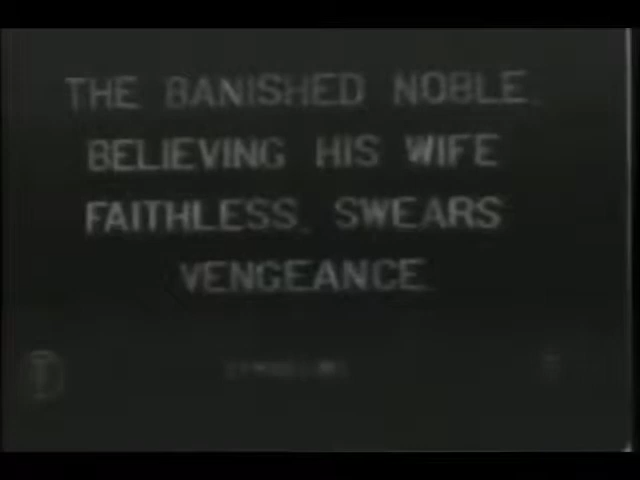 THE BANISHED NOBLE,
BELIEVING HIS WIFE
FAITHLESS, SWEARS
VENGEANCE.